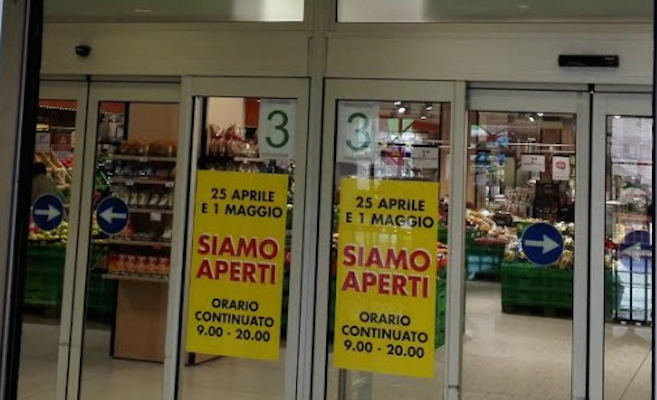 3
25 APRILE
E 1 MAGGIO
SIAMO
APERTI
ORARIO
CONTINUATO
9.00 - 20.00
3
25 APRILE
E 1 MAGGIO
SIAMO
APERTI
ORARIO
CONTINUATO
9.00 - 20.00